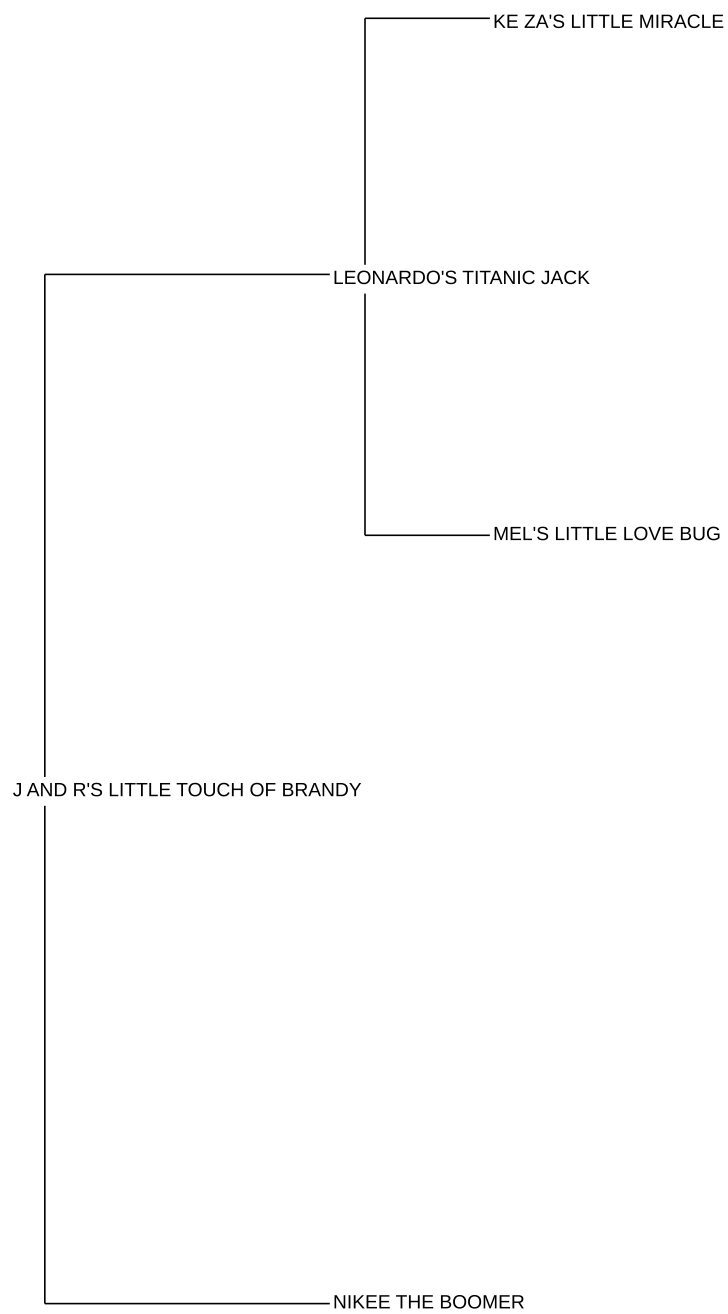 KE ZA'S LITTLE MIRACLE
LEONARDO'S TITANIC JACK
MEL'S LITTLE LOVE BUG
J AND R'S LITTLE TOUCH OF BRANDY
NIKEE THE BOOMER